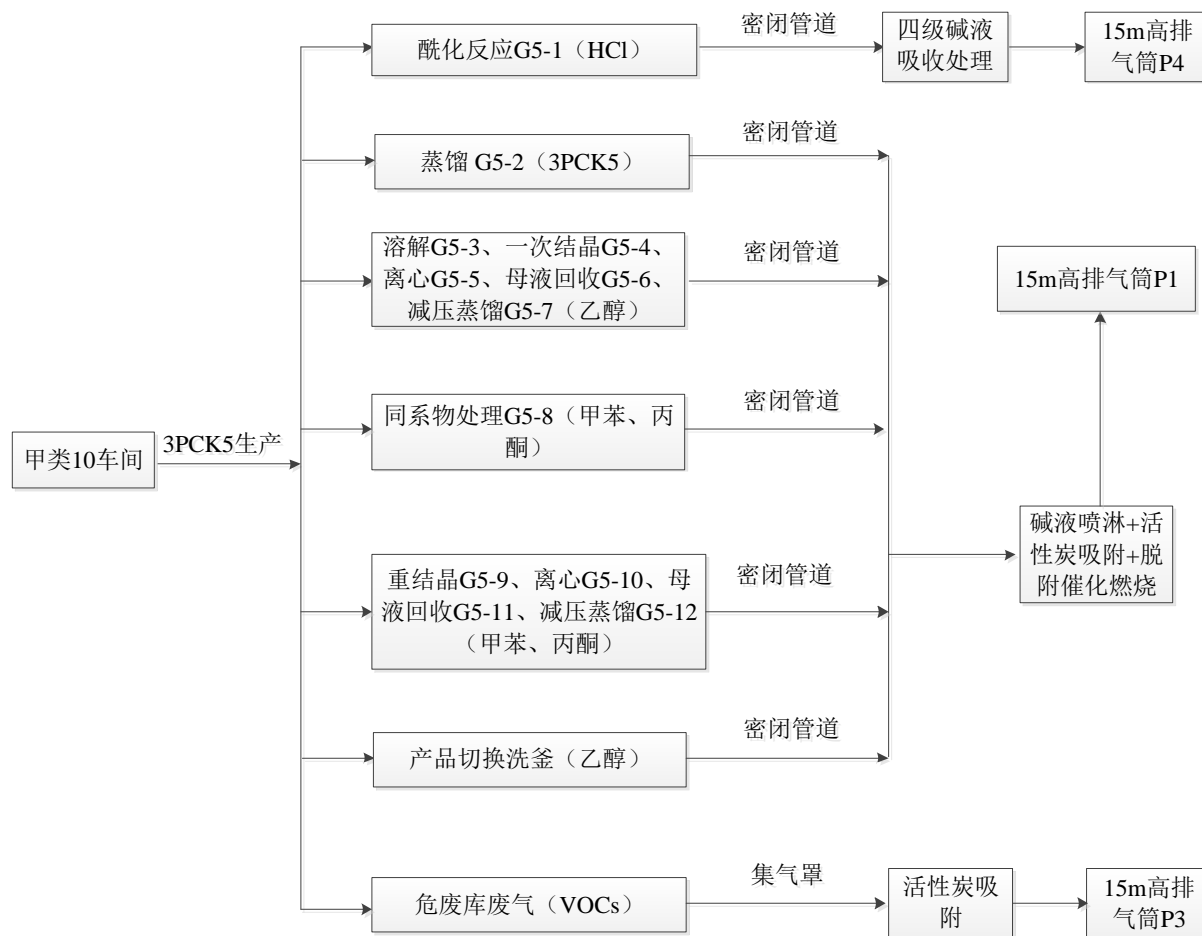 酰化反应G5-1（HCl）
密闭管道
四级碱液
吸收处理
15m高排
气筒P4
蒸馏 G5-2（3PCK5）
密闭管道
溶解G5-3、一次结晶G5-4、
离心G5-5、母液回收G5-6、
减压蒸馏G5-7（乙醇）
密闭管道
15m高排气筒P1
同系物处理G5-8（甲苯、丙
酮）
密闭管道
甲类10车间
3PCK5生产
重结晶G5-9、离心G5-10、母
液回收G5-11、减压蒸馏G5-12
（甲苯、丙酮）
密闭管道
碱液喷淋+活
性炭吸附+脱
附催化燃烧
产品切换洗釜（乙醇）
密闭管道
危废库废气（VOCs）
集气罩
活性炭吸
附
15m高排
气筒P3